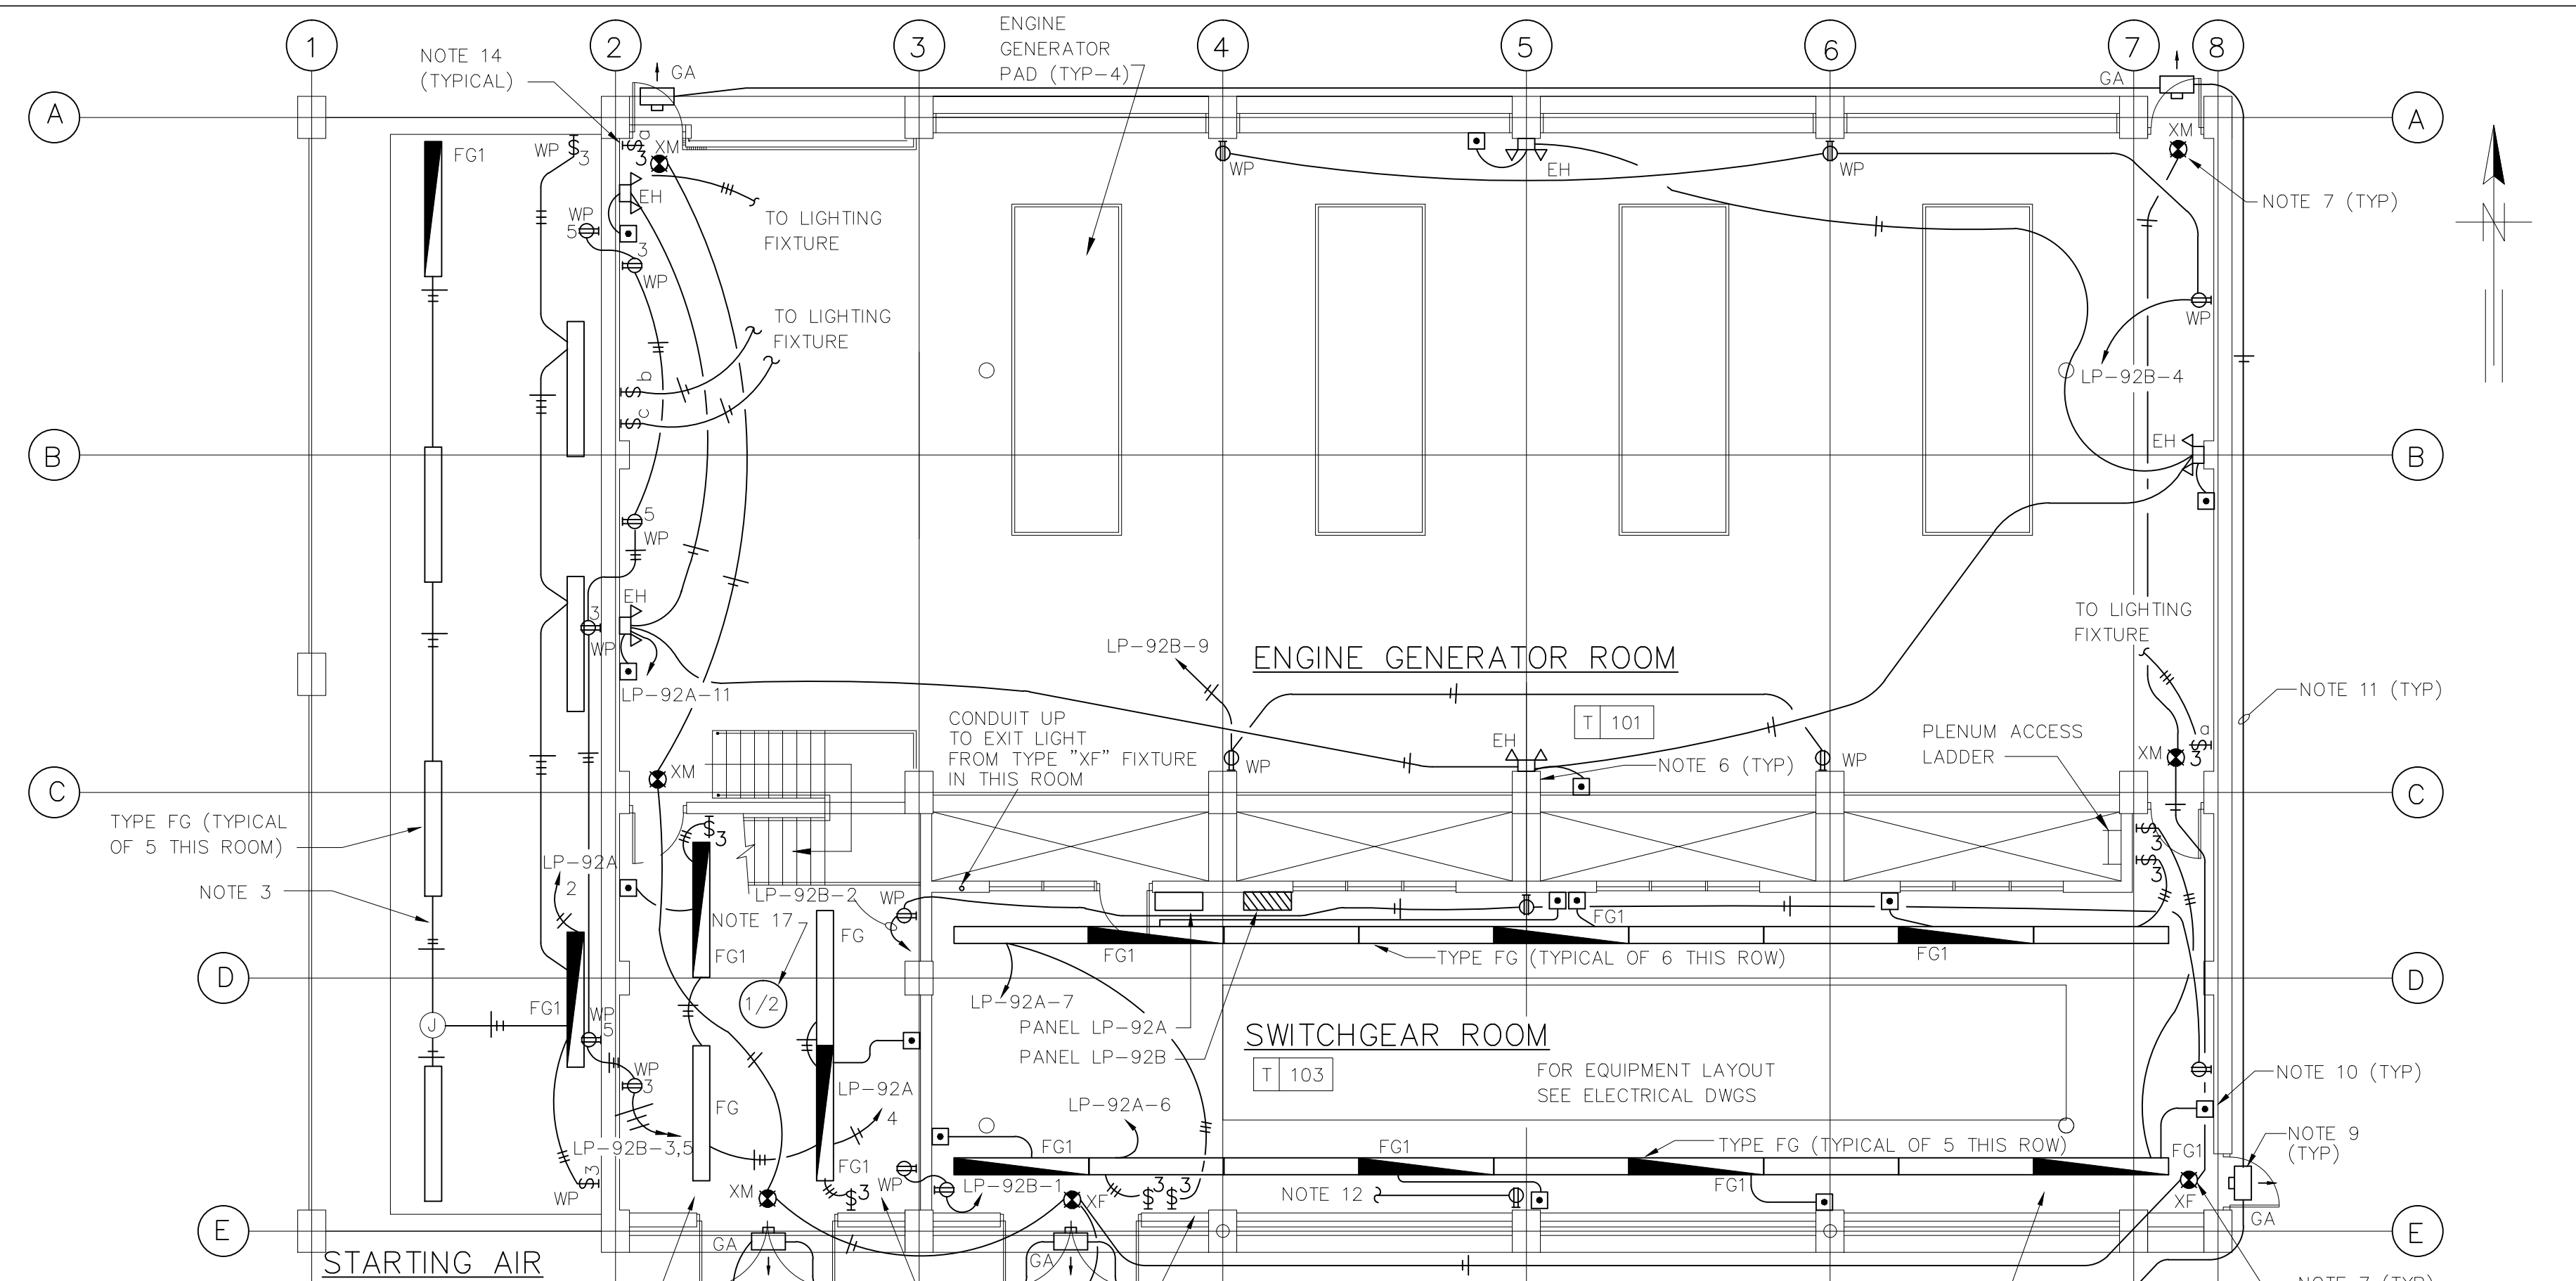 1
2
3
4
5
6
7
8
ENGINE
GENERATOR
PAD (TYP-4)
NOTE 14
(TYPICAL)
GA
GA
A
A
WP
$3
$3
a
XM
FG1
EH
WP
EH
WP
XM
NOTE 7 (TYP)
N
TO LIGHTING
FIXTURE
WP
5
3
WP
TO LIGHTING
FIXTURE
WP
LP-92B-4
$
b
$
c
B
B
EH
5
WP
EH
3
WP
LP-92A-11
LP-92B-9
ENGINE GENERATOR ROOM
T 101
TO LIGHTING
FIXTURE
NOTE 11 (TYP)
CONDUIT UP
TO EXIT LIGHT
FROM TYPE "XF" FIXTURE
IN THIS ROOM
EH
WP
NOTE 6 (TYP)
WP
PLENUM ACCESS
LADDER
XM
$3
a
XM
C
C
TYPE FG (TYPICAL
OF 5 THIS ROOM)
$3
$3
$3
LP-92A
2
NOTE 3
LP-92B-2
WP
NOTE 17
FG
FG1
FG1
TYPE FG (TYPICAL OF 6 THIS ROW)
FG1
FG1
D
D
1/2
LP-92A-7
PANEL LP-92A
PANEL LP-92B
SWITCHGEAR ROOM
T 103
FOR EQUIPMENT LAYOUT
SEE ELECTRICAL DWGS
FG1
WP
5
J
WP
3
FG
LP-92A
4
LP-92A-6
NOTE 10 (TYP)
NOTE 9
(TYP)
LP-92B-3,5
FG1
FG1
FG1
TYPE FG (TYPICAL OF 5 THIS ROW)
FG1
WP
$3
XM
$3
WP
LP-92B-1
XF
$3
$3
NOTE 12
FG1
XF
GA
E
E
GA
GA
STARTING AIR
NOTE 7 (TYP)